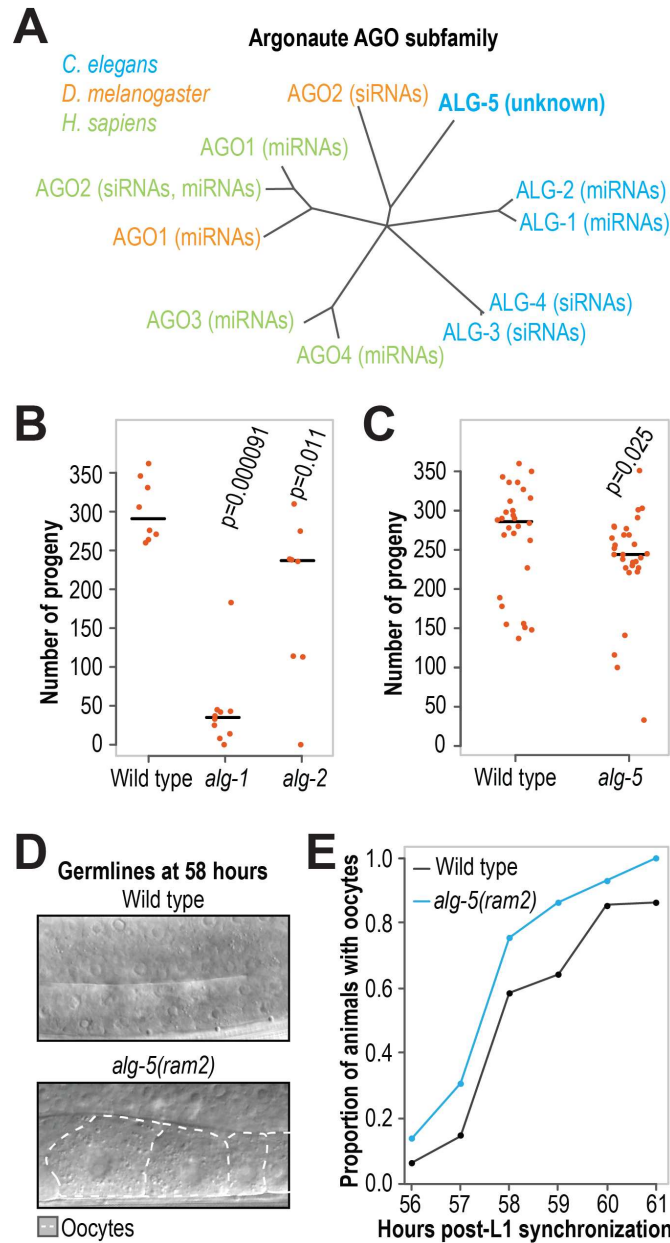 A
Argonaute AGO subfamily
C. elegans
D. melanogaster
H. sapiens
AGO2 (siRNAs)
ALG-5 (unknown)
AGO1 (miRNAs)
AGO2 (siRNAs, miRNAs)
ALG-2 (miRNAs)
ALG-1 (miRNAs)
AGO1 (miRNAs)
ALG-4 (siRNAs)
ALG-3 (siRNAs)
AGO3 (miRNAs)
AGO4 (miRNAs)
B
Number of progeny
350
300
250
200
150
100
50
0
p=0.000091
p=0.011
Wild type
alg-1
alg-2
C
Number of progeny
350
300
250
200
150
100
50
0
p=0.025
Wild type
alg-5
D
Germlines at 58 hours
Wild type
alg-5(ram2)
Oocytes
E
Proportion of animals with oocytes
1.0
0.8
0.6
0.4
0.2
0.0
Wild type
alg-5(ram2)
56 57 58 59 60 61
Hours post-L1 synchronization